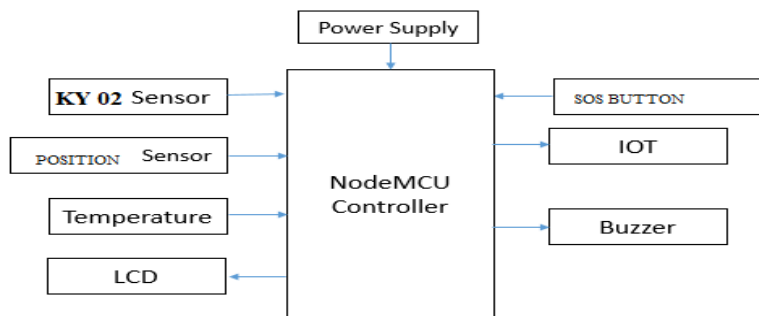 Power Supply
KY 02 Sensor
SOS BUTTON
POSITION Sensor
IOT
NodeMCU
Controller
Temperature
Buzzer
LCD